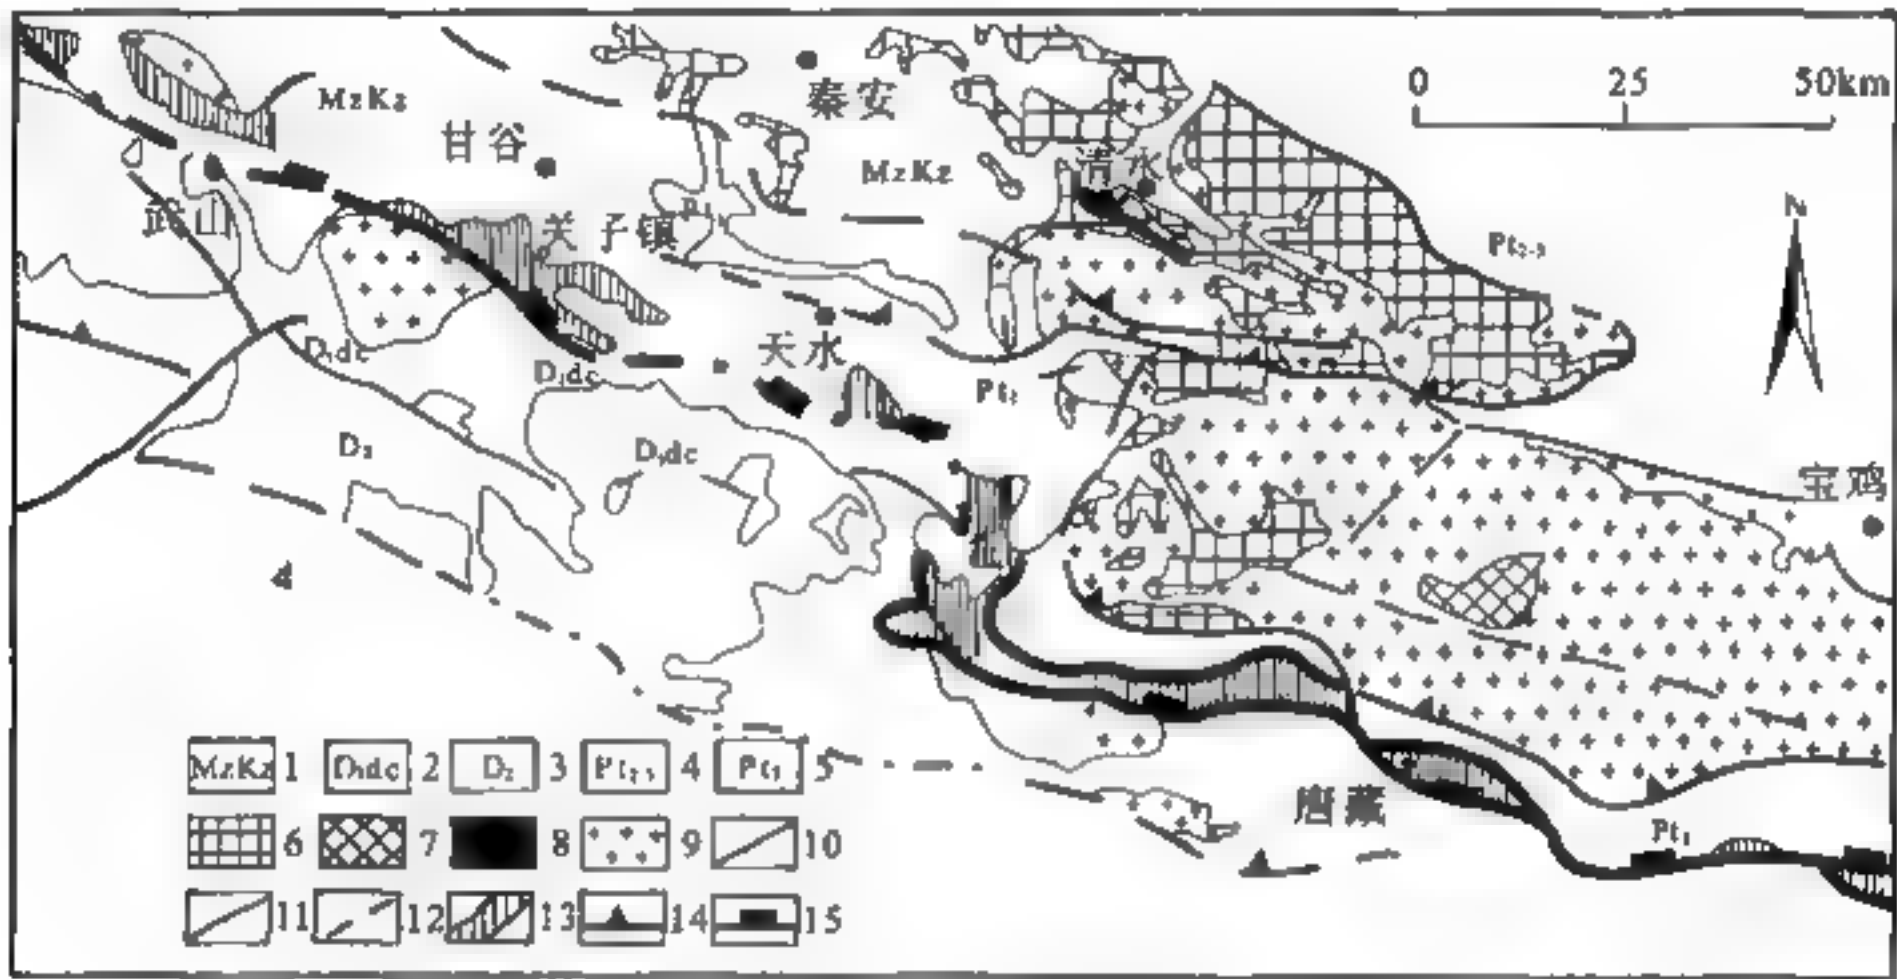 0 25 50km
MzKz
秦安
甘谷
MzKz
清水
N
武山
关子镇
Pt₂₋₃
天水
D₃dc
D₃dc
Pt₂
D₂
D₃dc
宝鸡
唐藏
Pt₁
MzKz 1 D₃dc 2 D₂ 3 Pt₂₋₃ 4 Pt₁ 5
6 7 8 9 10
11 12 13 14 15